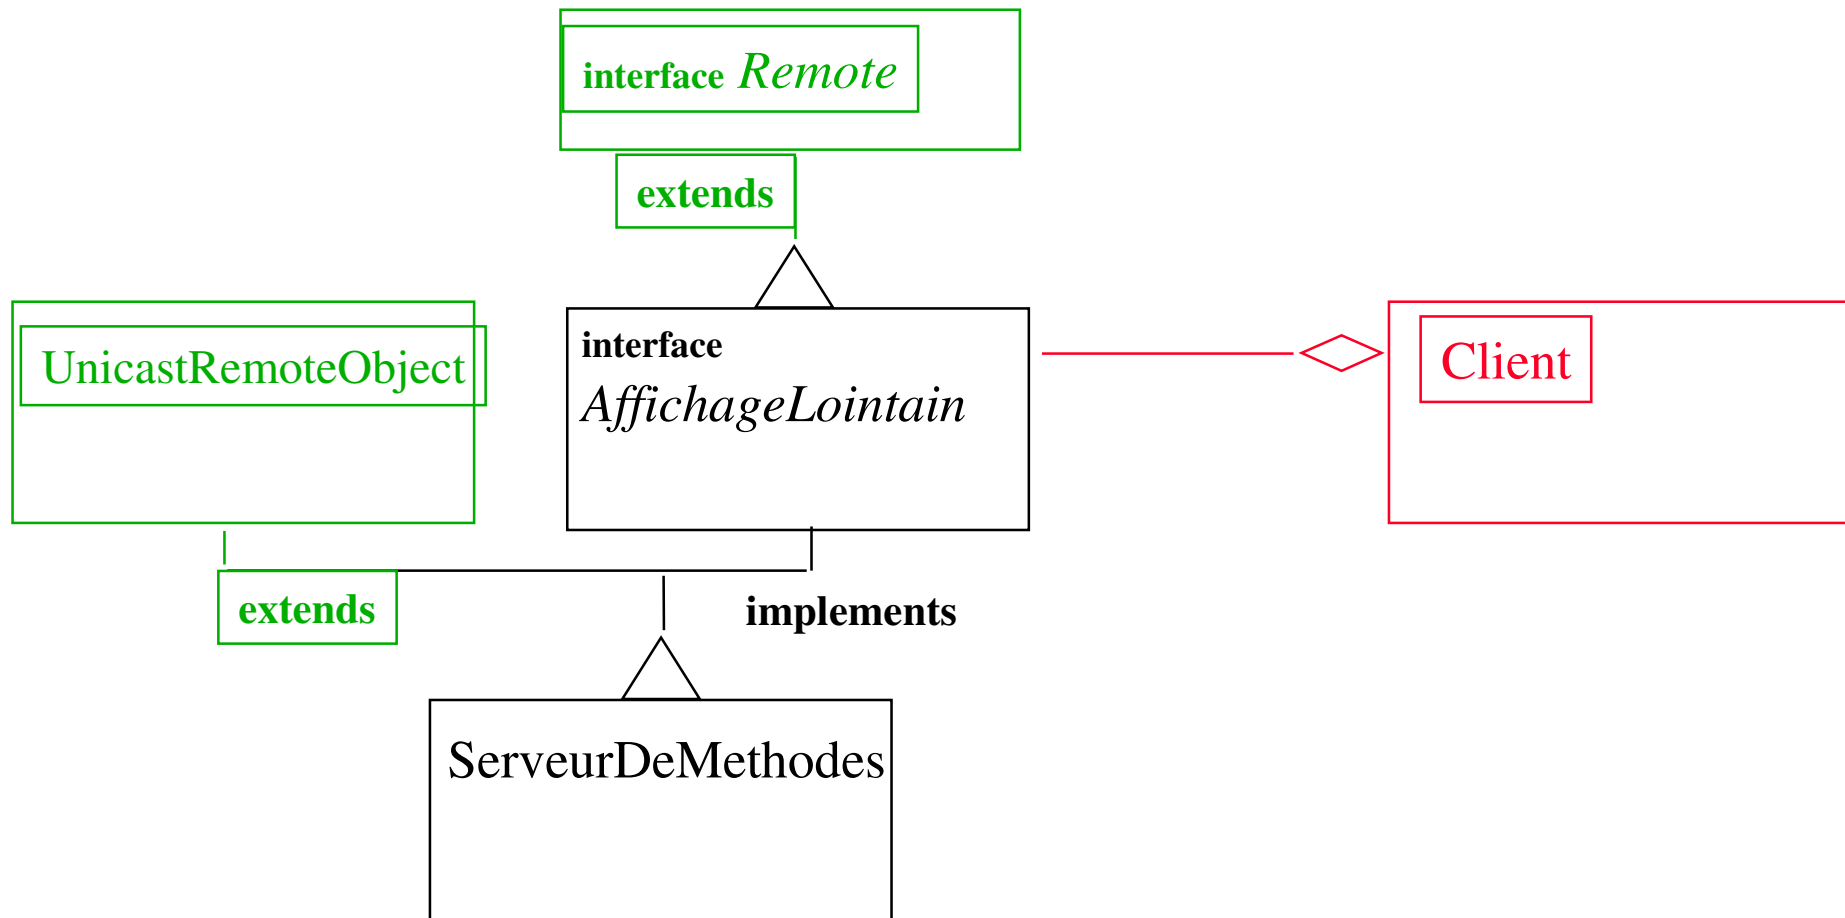 interface Remote
extends
UnicastRemoteObject
interface
AffichageLointain
Client
extends
implements
ServeurDeMethodes